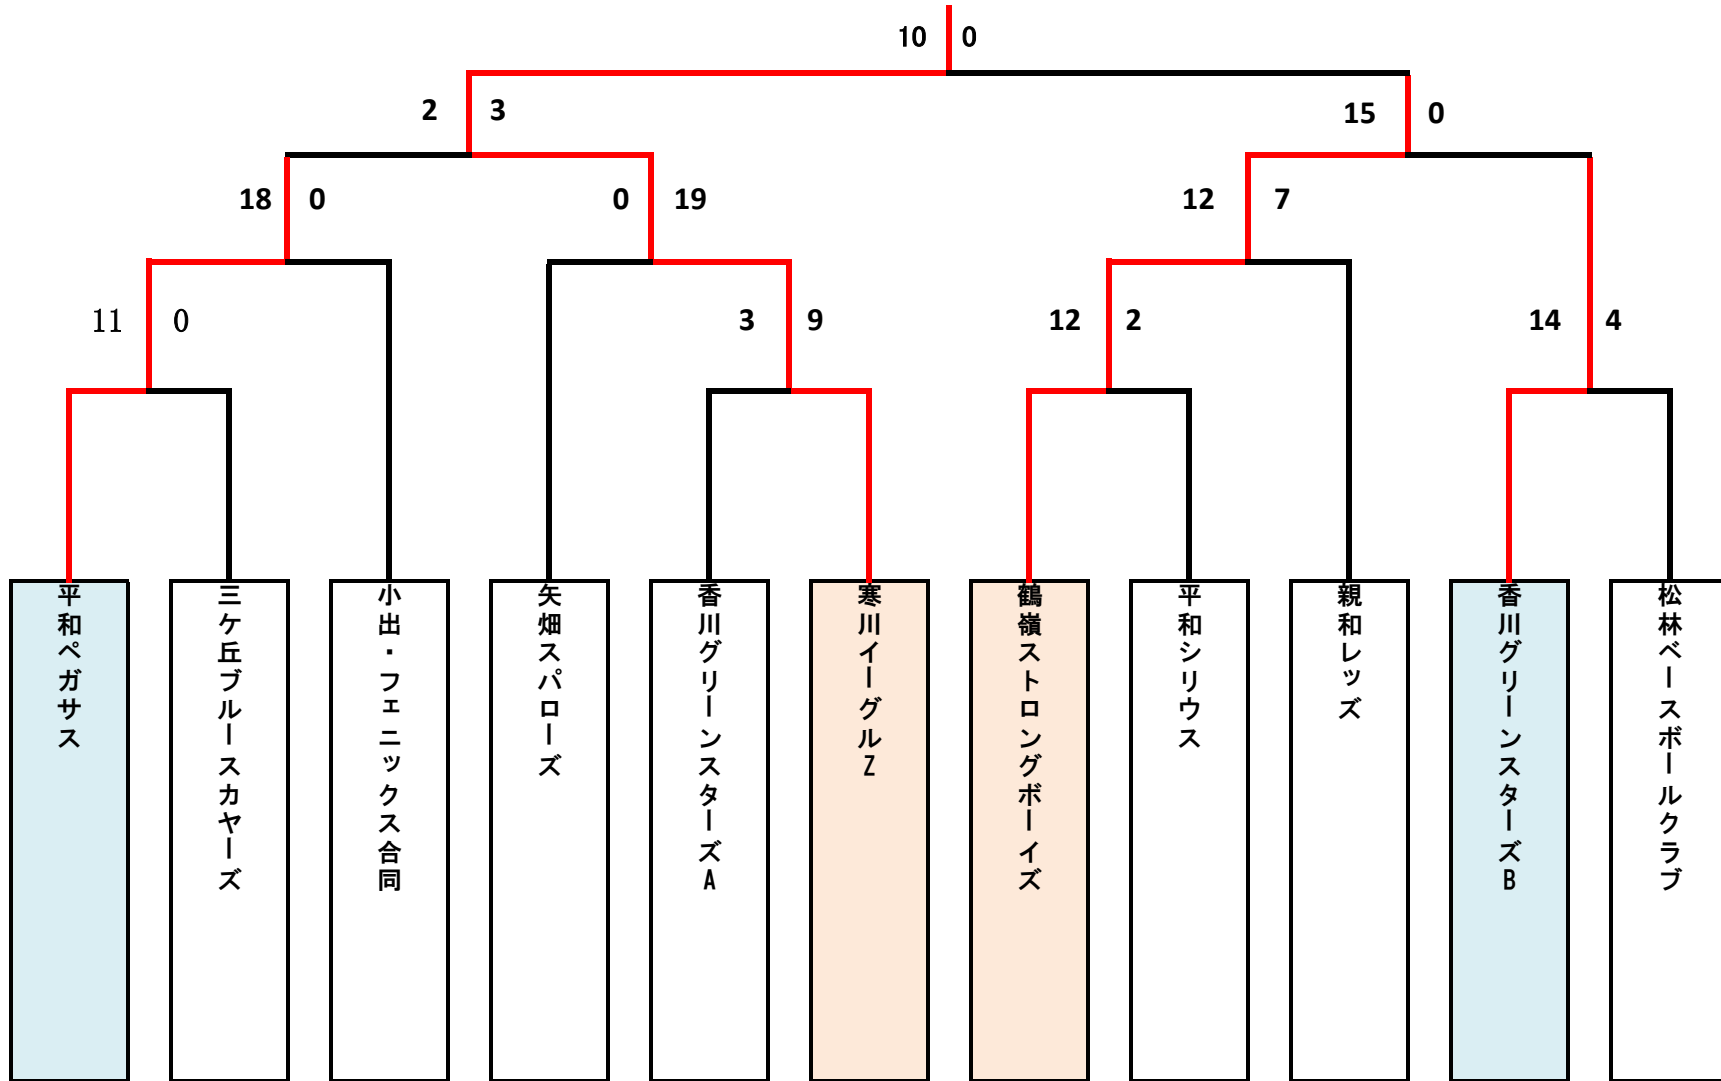 10 0
2 3
15 0
18 0
0 19
12 7
11 0
3 9
12 2
14 4
平和ペガサス
三ケ丘ブルースカヤーズ
小出・フェニックス合同
矢畑スパローズ
香川グリーンスターズA
寒川イーグルZ
鶴嶺ストロングボーイズ
平和シリウス
親和レッズ
香川グリーンスターズB
松林ベースボールクラブ